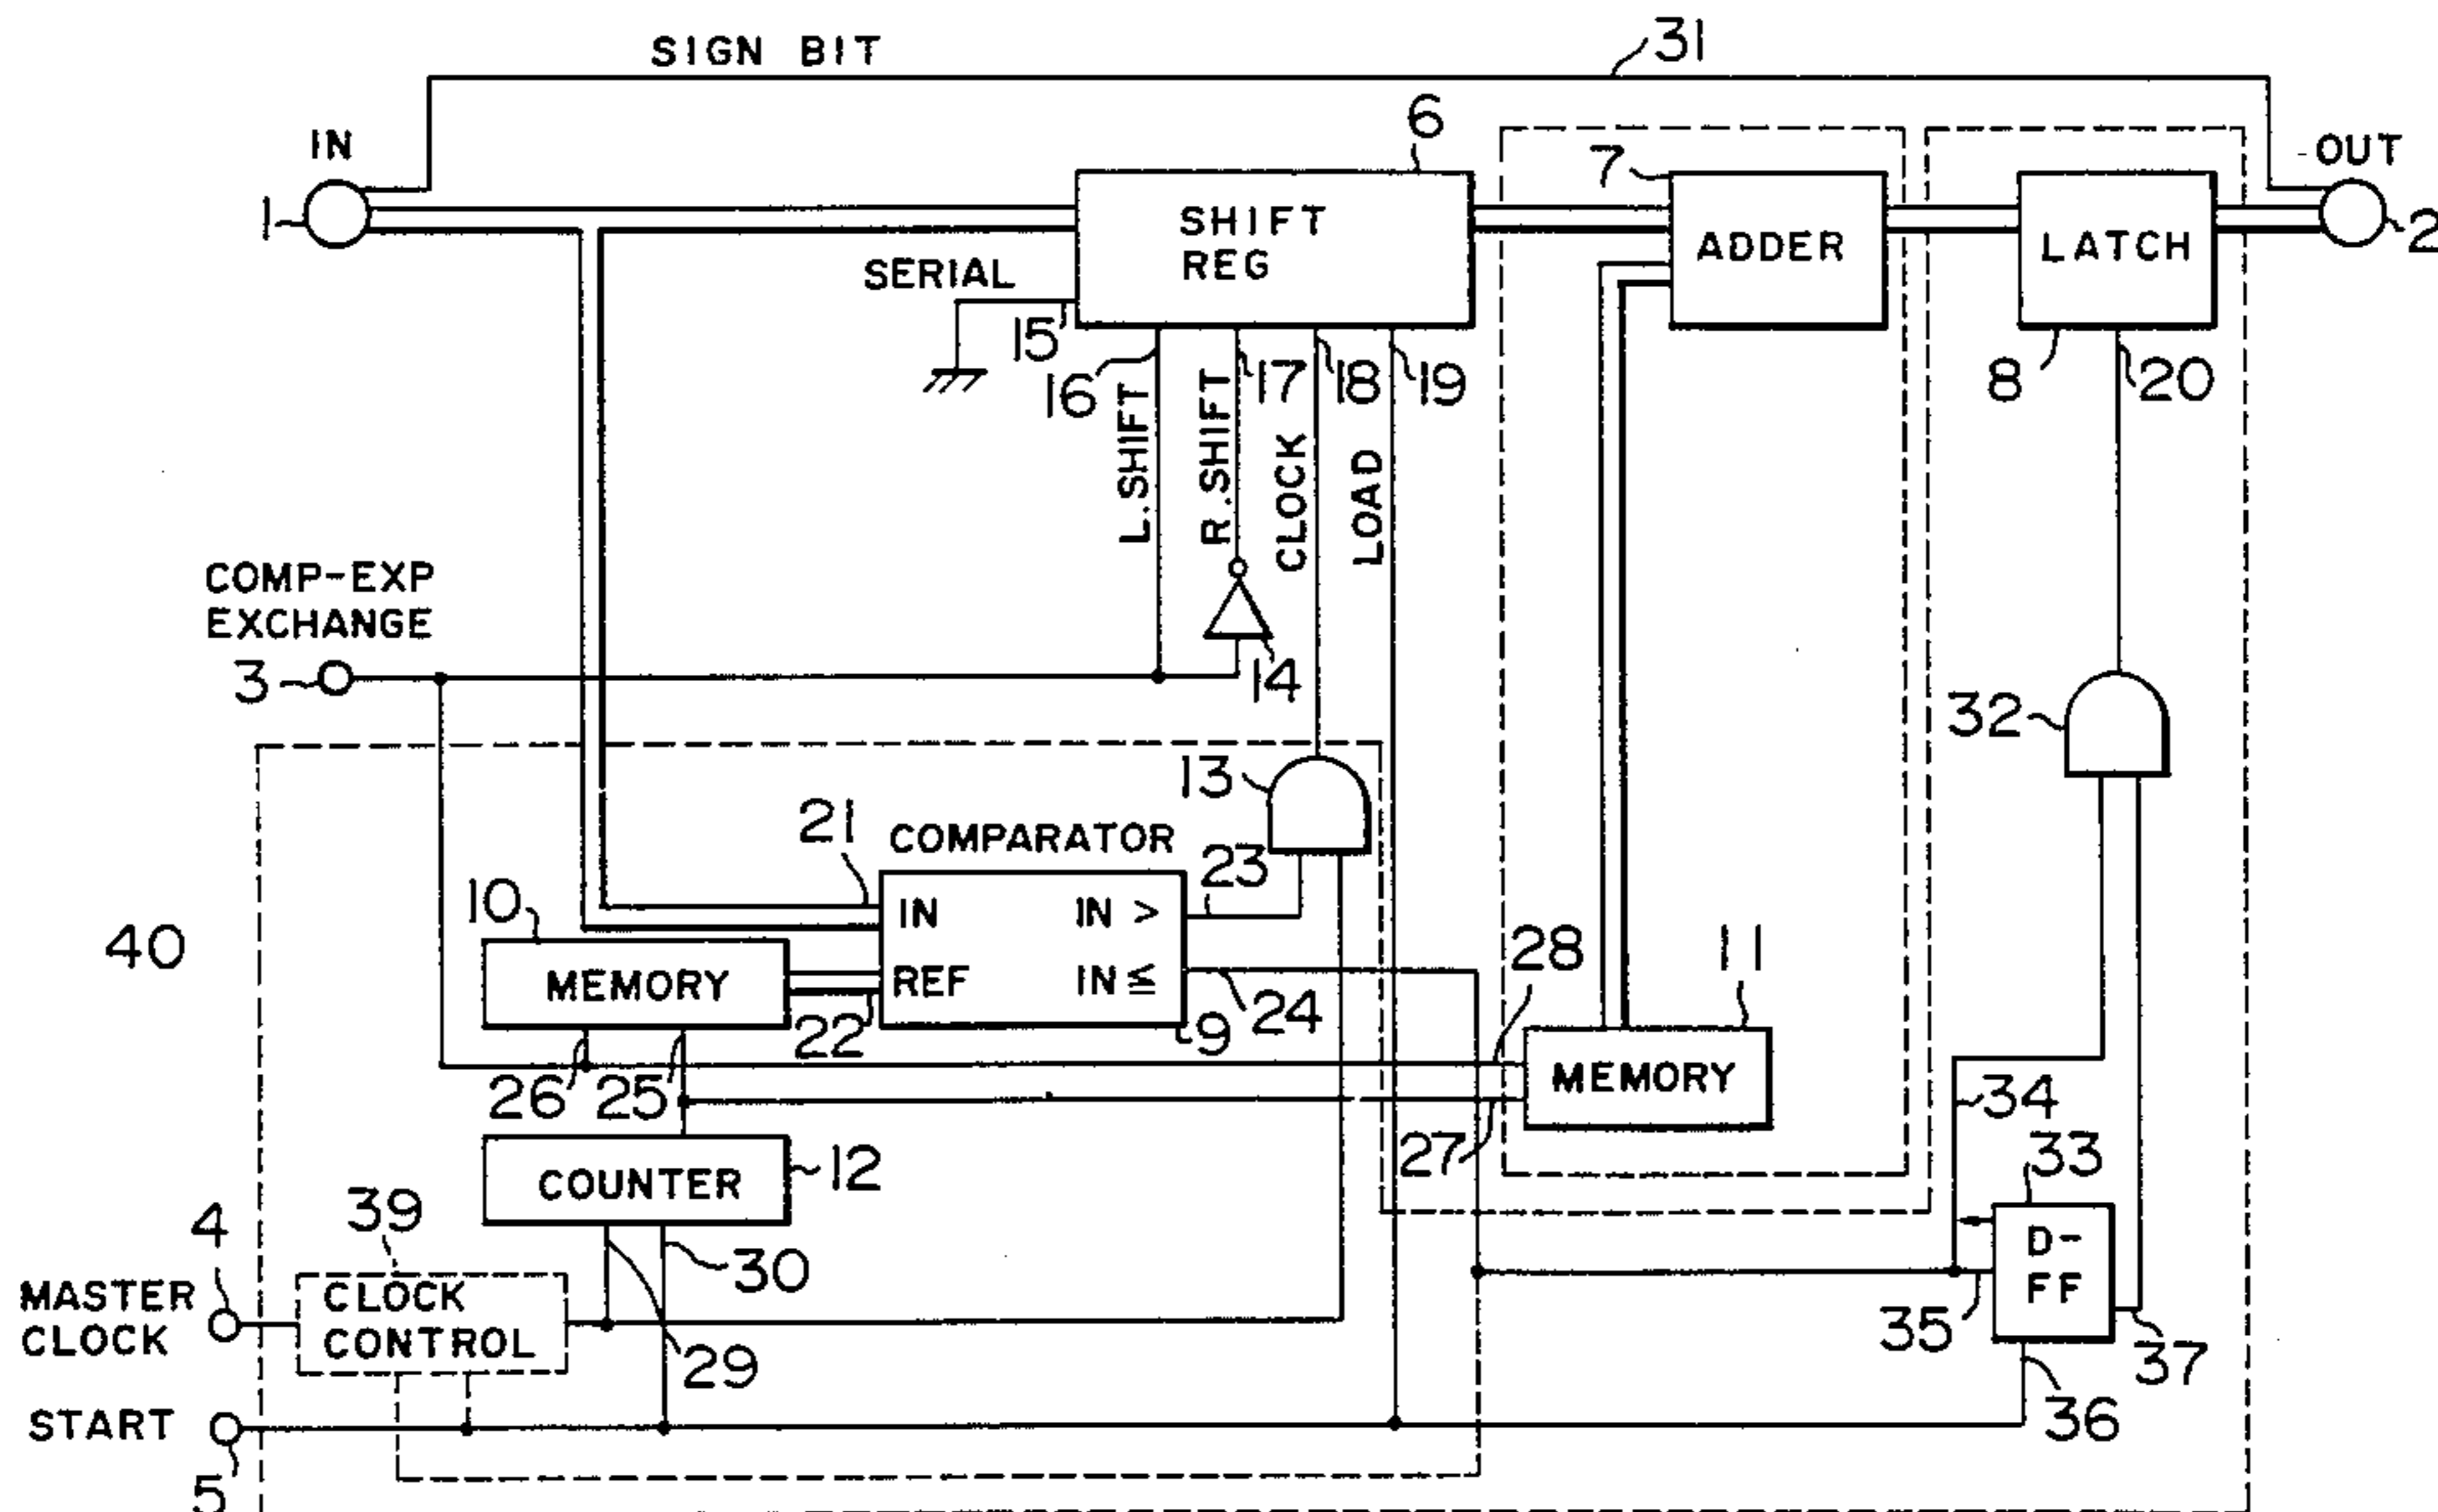 SIGN BIT
31
IN
6
7
OUT
1
SHIFT
REG
ADDER
LATCH
2
SERIAL
15
16
17
18
19
8
20
L.SHIFT
R.SHIFT
CLOCK
LOAD
COMP-EXP
EXCHANGE
3
14
32
13
21
COMPARATOR
23
10
IN
IN >
40
28
11
MEMORY
REF
IN ≦
22
9
24
26
25
MEMORY
34
27
33
COUNTER
12
39
4
30
D-
FF
MASTER
CLOCK
CLOCK
CONTROL
35
29
37
START
36
5